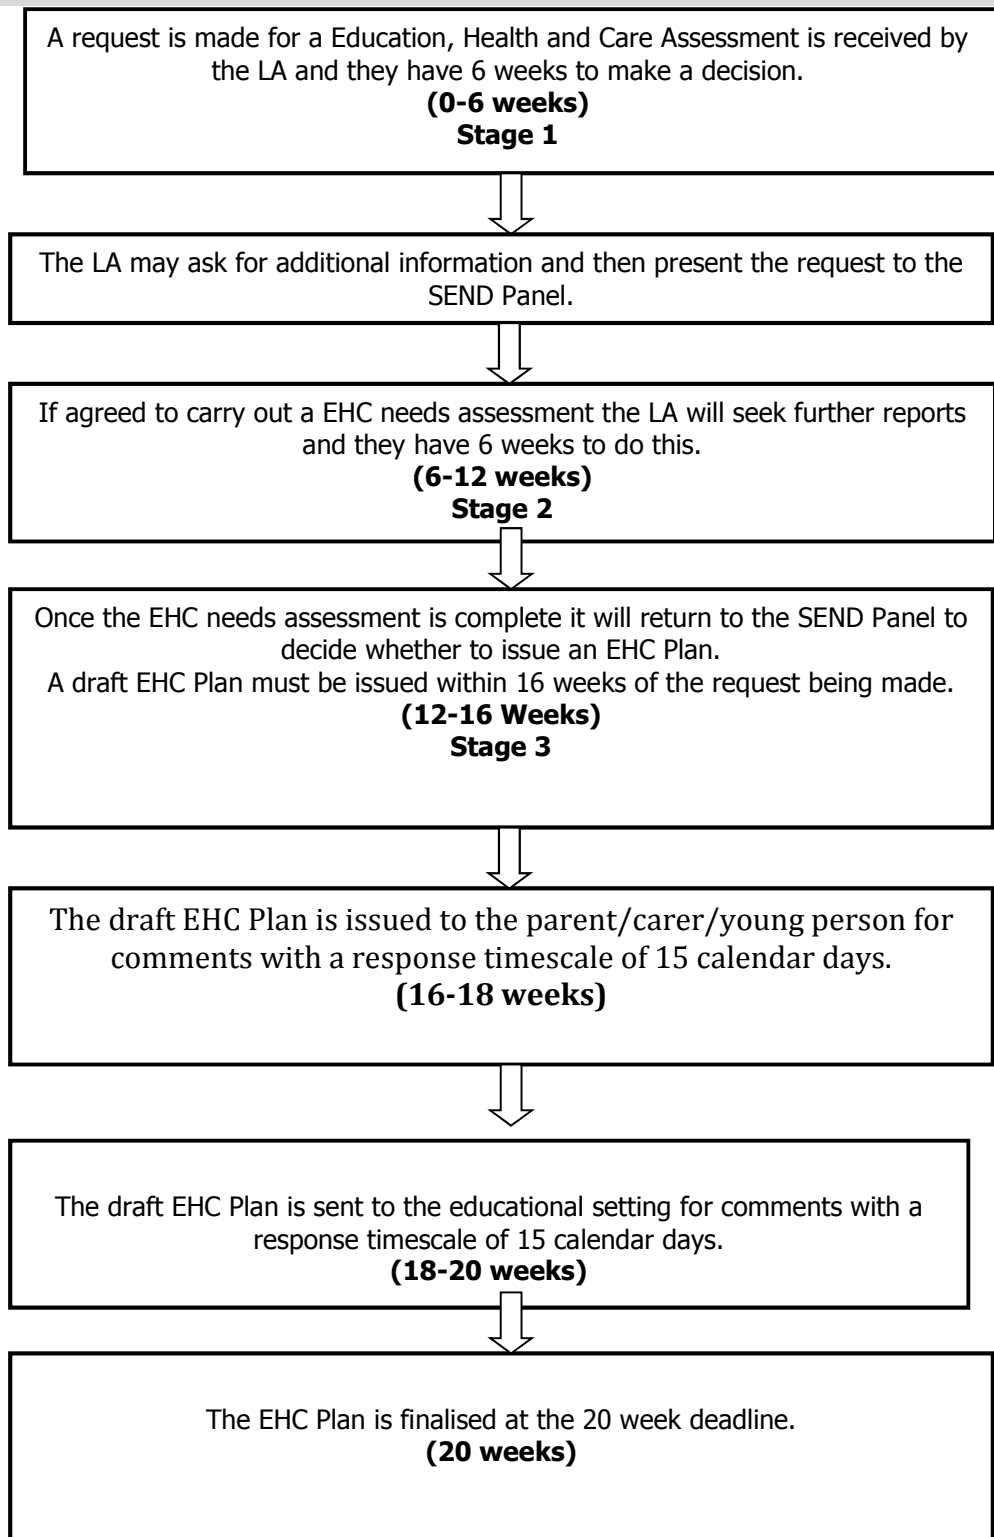 A request is made for a Education, Health and Care Assessment is received by
the LA and they have 6 weeks to make a decision.
(0-6 weeks)
Stage 1
The LA may ask for additional information and then present the request to the
SEND Panel.
If agreed to carry out a EHC needs assessment the LA will seek further reports
and they have 6 weeks to do this.
(6-12 weeks)
Stage 2
Once the EHC needs assessment is complete it will return to the SEND Panel to
decide whether to issue an EHC Plan.
A draft EHC Plan must be issued within 16 weeks of the request being made.
(12-16 Weeks)
Stage 3
The draft EHC Plan is issued to the parent/carer/young person for
comments with a response timescale of 15 calendar days.
(16-18 weeks)
The draft EHC Plan is sent to the educational setting for comments with a
response timescale of 15 calendar days.
(18-20 weeks)
The EHC Plan is finalised at the 20 week deadline.
(20 weeks)